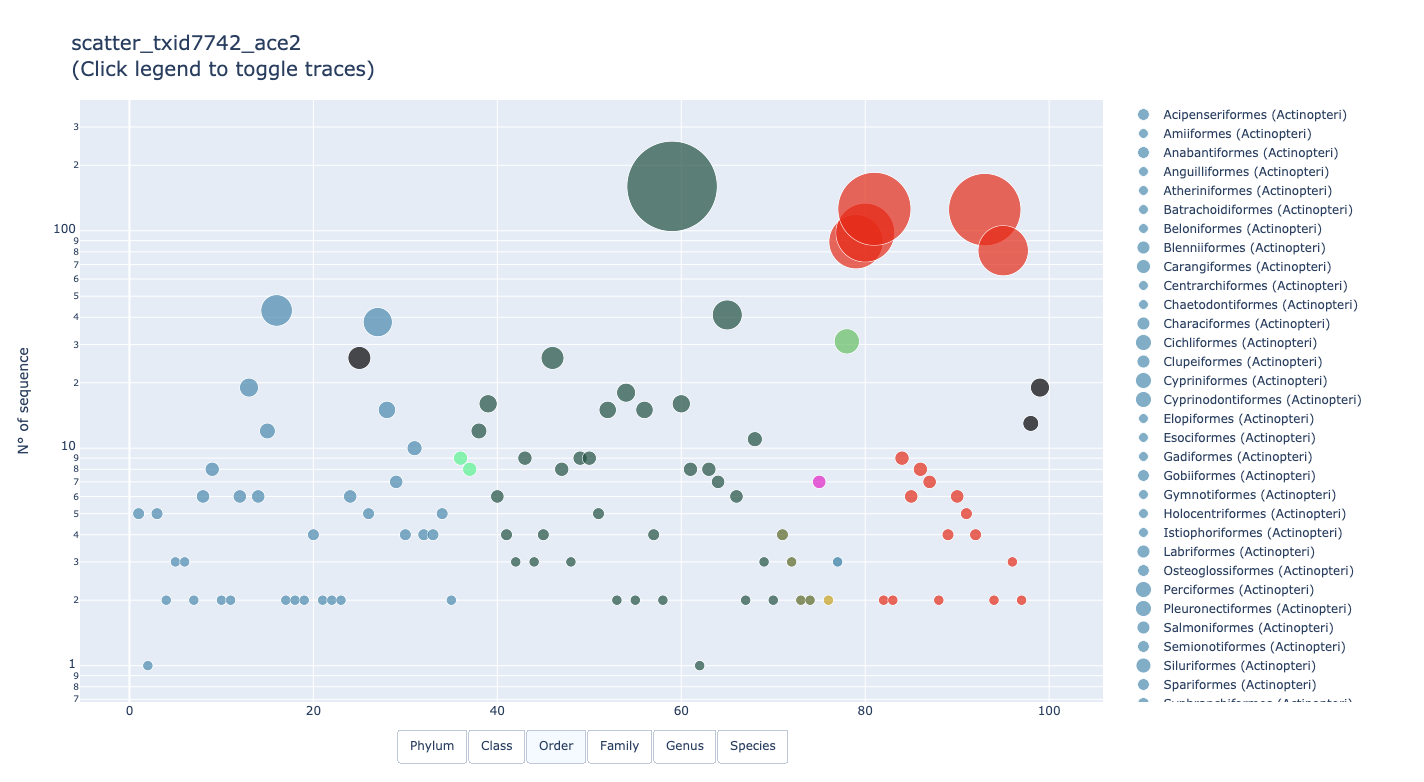 scatter_txid7742_ace2
(Click legend to toggle traces)
N° of sequence
3
2
100
9
8
7
6
5
4
3
2
10
9
8
7
6
5
4
3
2
1
9
8
7
0 20 40 60 80 100
Acipenseriformes (Actinopteri)
Amiiformes (Actinopteri)
Anabantiformes (Actinopteri)
Anguilliformes (Actinopteri)
Atheriniformes (Actinopteri)
Batrachoidiformes (Actinopteri)
Beloniformes (Actinopteri)
Blenniiformes (Actinopteri)
Carangiformes (Actinopteri)
Centrarchiformes (Actinopteri)
Chaetodontiformes (Actinopteri)
Characiformes (Actinopteri)
Cichliformes (Actinopteri)
Clupeiformes (Actinopteri)
Cypriniformes (Actinopteri)
Cyprinodontiformes (Actinopteri)
Elopiformes (Actinopteri)
Esociformes (Actinopteri)
Gadiformes (Actinopteri)
Gobiiformes (Actinopteri)
Gymnotiformes (Actinopteri)
Holocentriformes (Actinopteri)
Istiophoriformes (Actinopteri)
Labriformes (Actinopteri)
Osteoglossiformes (Actinopteri)
Perciformes (Actinopteri)
Pleuronectiformes (Actinopteri)
Salmoniformes (Actinopteri)
Semionotiformes (Actinopteri)
Siluriformes (Actinopteri)
Spariformes (Actinopteri)
Phylum Class Order Family Genus Species